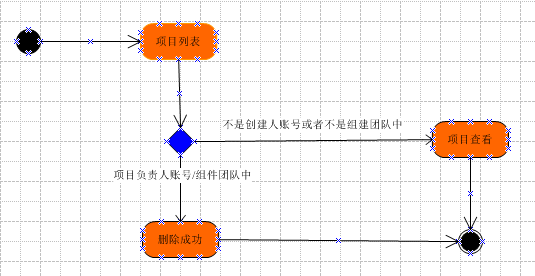 项目列表
不是创建人账号或者不是组建团队中
项目查看
项目负责人账号/组件团队中
删除成功